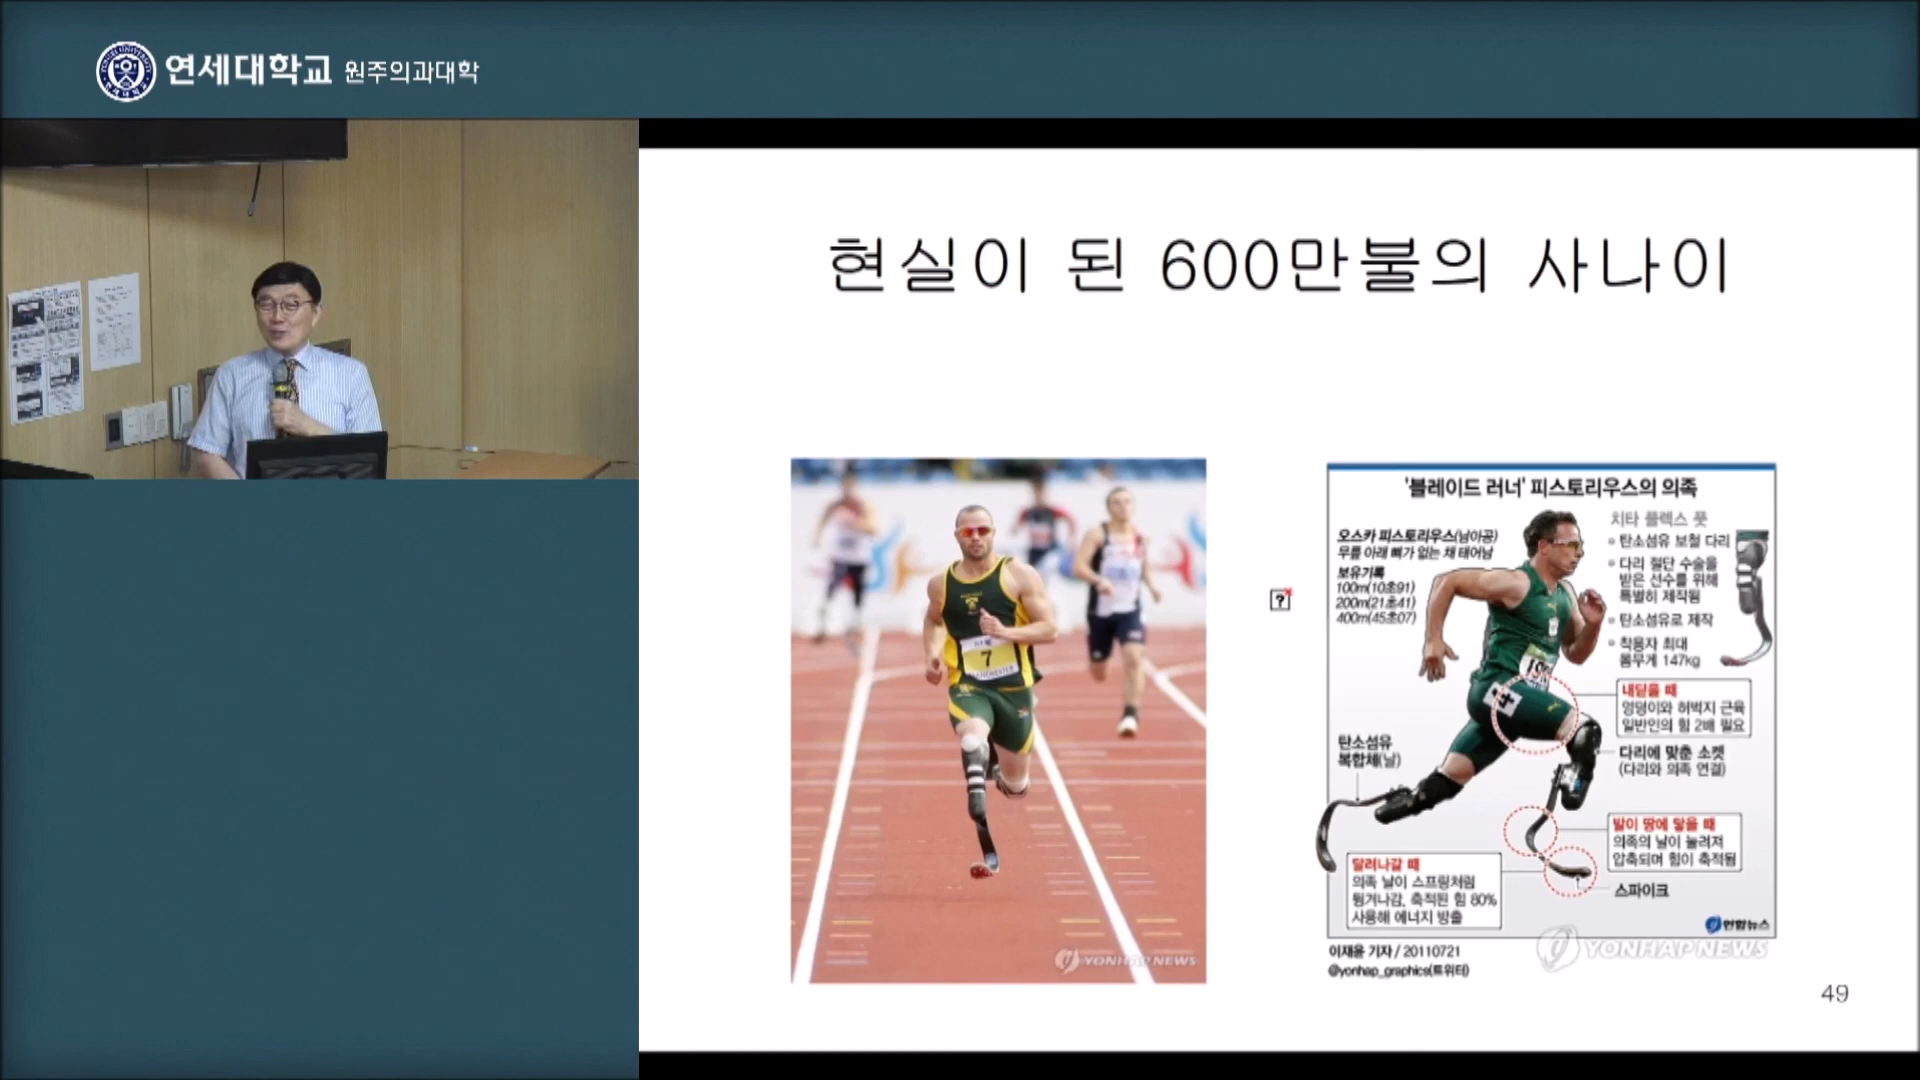 연세대학교 원주의과대학
현실이 된 600만불의 사나이
7
YONHAP NEWS
'블레이드 러너' 피스토리우스의 의족
오스카 피스토리우스(남아공)
무릎 아래 뼈가 없는 채 태어남
보유기록
100m(10초91)
200m(21초41)
400m(45초07)
치타 플렉스 풋
탄소섬유 보철 다리
다리 절단 수술을
받은 선수를 위해
특별히 제작됨
탄소섬유로 제작
착용자 최대
몸무게 147kg
내딛을 때
엉덩이와 허벅지 근육
일반인의 힘 2배 필요
탄소섬유
복합체(날)
다리에 맞춘 소켓
(다리와 의족 연결)
발이 땅에 닿을 때
의족의 날이 눌려져
압축되며 힘이 축적됨
달려나갈 때
의족 날이 스프링처럼
튕겨나감, 축적된 힘 80%
사용해 에너지 방출
스파이크
연합뉴스
YONHAP NEWS
이재윤 기자 / 20110721
@yonhap_graphics(트위터)
49